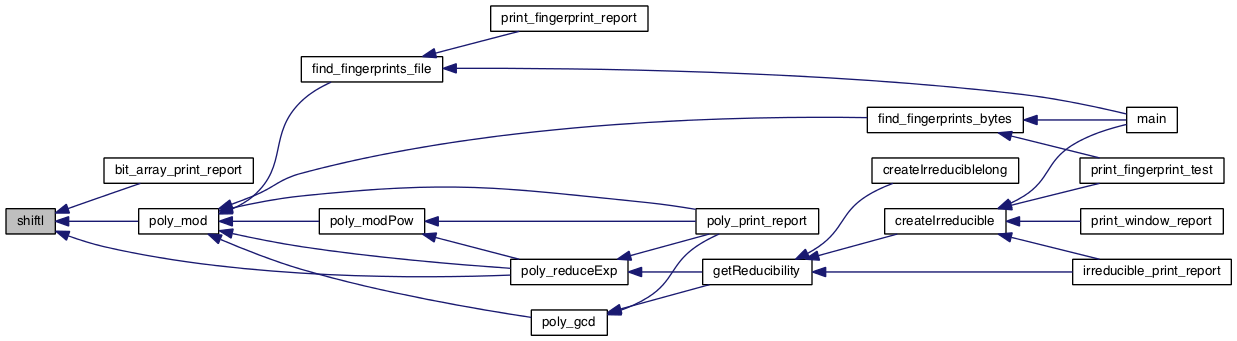 print_fingerprint_report
find_fingerprints_file
find_fingerprints_bytes
main
bit_array_print_report
createIrreduciblelong
print_fingerprint_test
shiftl
poly_mod
poly_modPow
poly_print_report
createIrreducible
print_window_report
poly_reduceExp
getReducibility
irreducible_print_report
poly_gcd